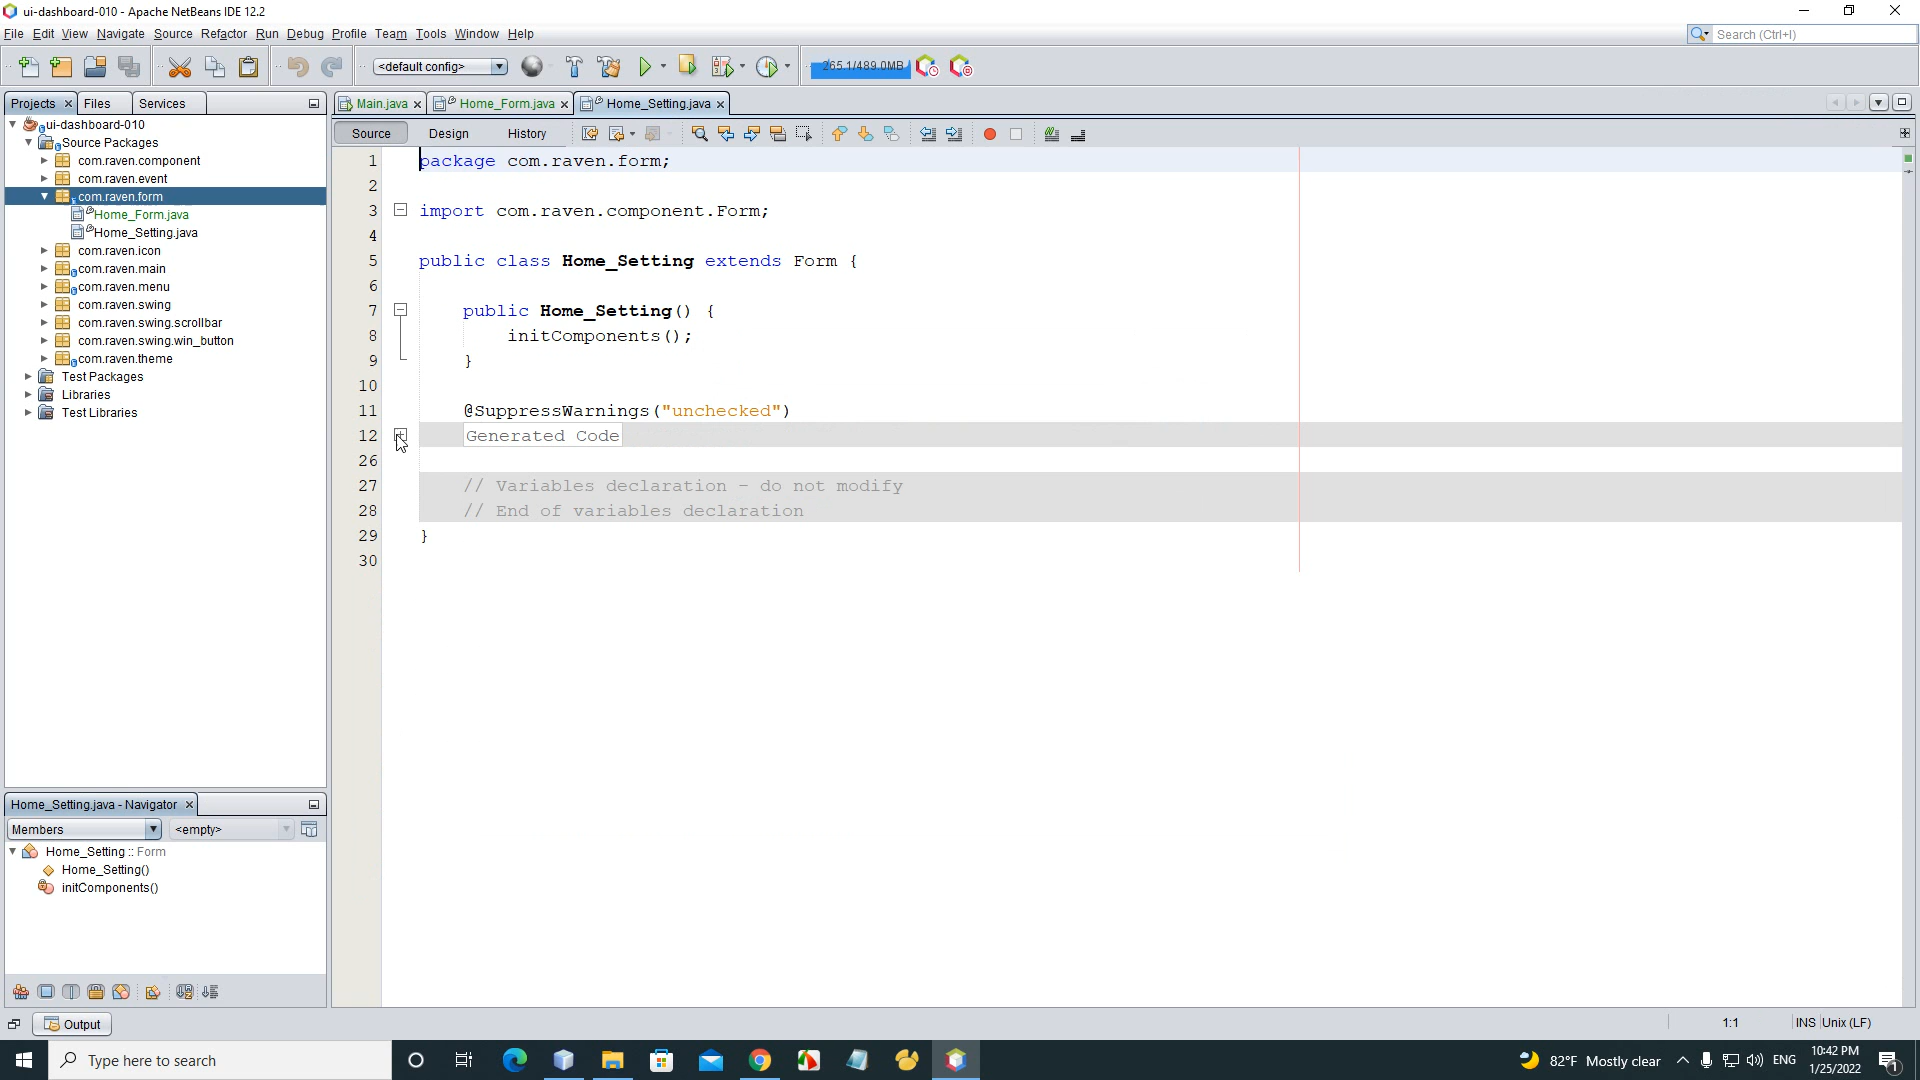 ui-dashboard-010 - Apache NetBeans IDE 12.2
File Edit View Navigate Source Refactor Run Debug Profile Team Tools Window Help
Search (Ctrl+I)
<default config>
265.1/489.0MB
Projects Files Services
Main.java Home_Form.java Home_Setting.java
Source Design History
ui-dashboard-010
Source Packages
com.raven.component
com.raven.event
com.raven.form
Home_Form.java
Home_Setting.java
com.raven.icon
com.raven.main
com.raven.menu
com.raven.swing
com.raven.swing.scrollbar
com.raven.swing.win_button
com.raven.theme
Test Packages
Libraries
Test Libraries
1 package com.raven.form;
2
3 import com.raven.component.Form;
4
5 public class Home_Setting extends Form {
6
7 public Home_Setting() {
8 initComponents();
9 }
10
11 @SuppressWarnings("unchecked")
12 Generated Code
26
27 // Variables declaration - do not modify
28 // End of variables declaration
29 }
30
Home_Setting.java - Navigator
Members <empty>
Home_Setting :: Form
Home_Setting()
initComponents()
Output
1:1 INS Unix (LF)
Type here to search
82°F Mostly clear ENG
10:42 PM
1/25/2022
1